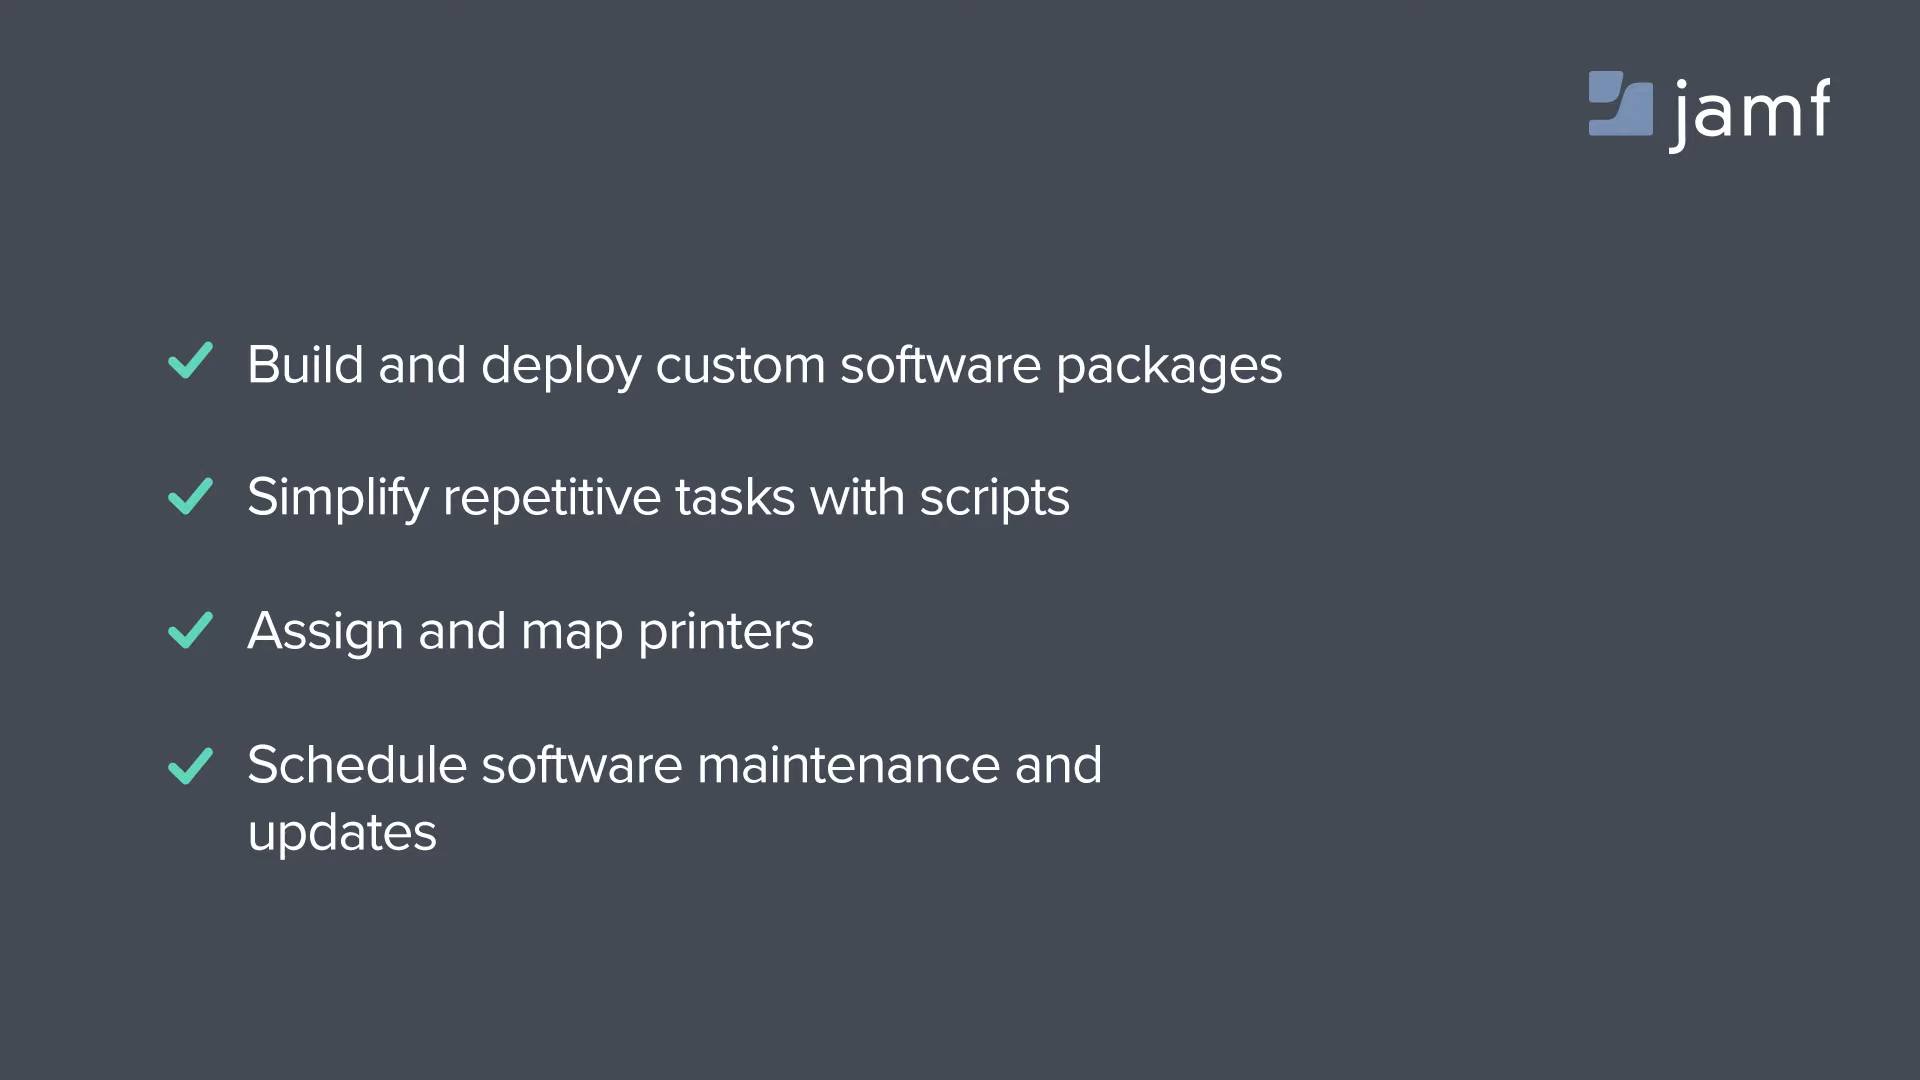 jamf
Build and deploy custom software packages
Simplify repetitive tasks with scripts
Assign and map printers
Schedule software maintenance and
updates